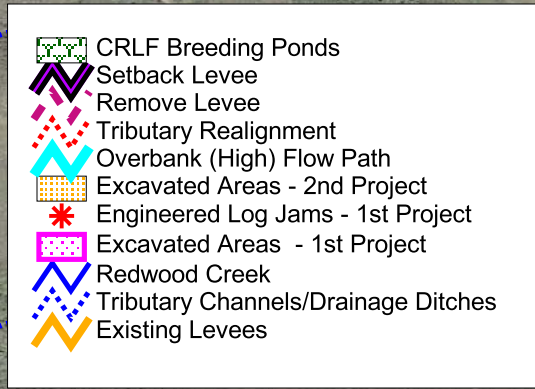 CRLF Breeding Ponds
Setback Levee
Remove Levee
Tributary Realignment
Overbank (High) Flow Path
Excavated Areas - 2nd Project
Engineered Log Jams - 1st Project
Excavated Areas  - 1st Project
Redwood Creek
Tributary Channels/Drainage Ditches
Existing Levees